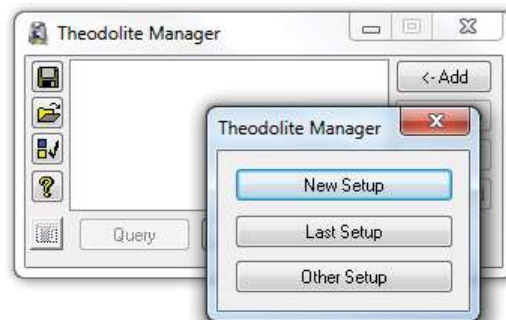 Theodolite Manager
<- Add
Theodolite Manager
New Setup
Last Setup
Other Setup
Query